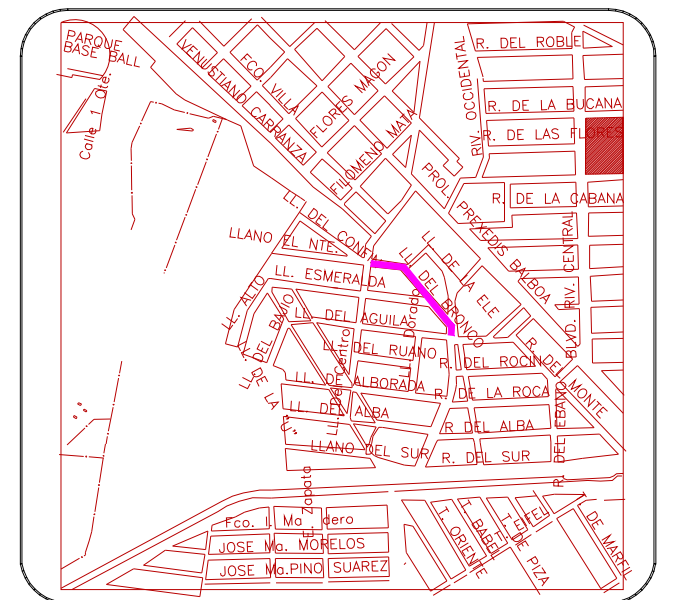 PARQUE
BASE BALL
Calle 1 Ote.
VENUSTIANO CARRANZA
FCO. VILLA
FLORES MAGON
FILOMENO MATA
PROL. PREXEDIS BALBOA
RIV. OCCIDENTAL
R. DEL ROBLE
R. DE LA BUCANA
R. DE LAS FLORES
R. DE LA CABANA
BLVD. RIV. CENTRAL
LL. DEL CONFIN
LLANO EL NTE.
LL. ESMERALDA
LL. ALTO
LL. DEL BAJIO
LL. DE LA "C"
LL. DEL AGUILA
LL. DEL RUANO
LL. DE ALBORADA
LL. DEL ALBA
LLANO DEL SUR
LL. Del Centro
LL. Dorado
LL. DEL BRONCO
LL. DE LA ELE
R. DEL ROCIN
R. DE LA ROCA
R DEL ALBA
R. DEL SUR
R. DEL MONTE
R. DEL EBANO
E. Zapata
Fco. I. Ma dero
JOSE Ma. MORELOS
JOSE Ma.PINO SUAREZ
T. ORIENTE
T. BABEL
T. EIFEL
T. DE PIZA
T. DE MARFIL